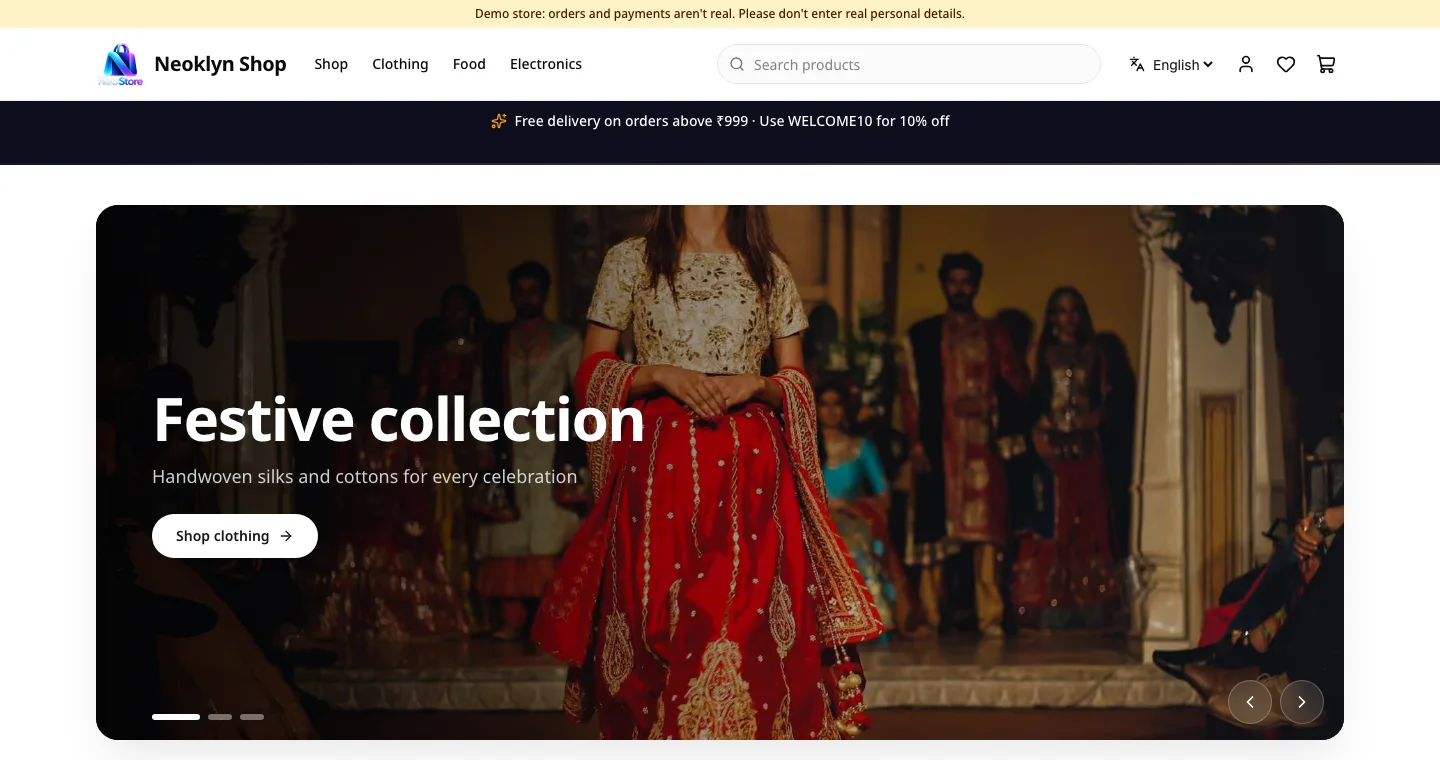 Demo store: orders and payments aren't real. Please don't enter real personal details.
NeoStore
Neoklyn Shop
Shop
Clothing
Food
Electronics
Search products
English
Free delivery on orders above ₹999 · Use WELCOME10 for 10% off
Festive collection
Handwoven silks and cottons for every celebration
Shop clothing